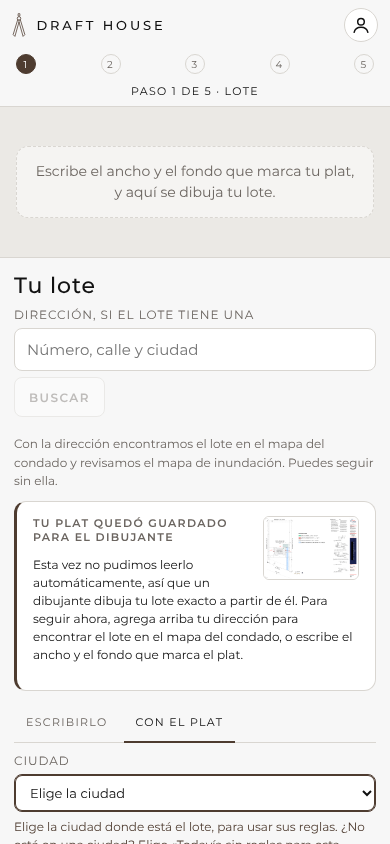 DRAFT HOUSE
1 2 3 4 5
PASO 1 DE 5 · LOTE
Escribe el ancho y el fondo que marca tu plat,
y aquí se dibuja tu lote.
Tu lote
DIRECCIÓN, SI EL LOTE TIENE UNA
Número, calle y ciudad
BUSCAR
Con la dirección encontramos el lote en el mapa del
condado y revisamos el mapa de inundación. Puedes seguir
sin ella.
TU PLAT QUEDÓ GUARDADO
PARA EL DIBUJANTE
Esta vez no pudimos leerlo
automáticamente, así que un
dibujante dibuja tu lote exacto a partir de él. Para
seguir ahora, agrega arriba tu dirección para
encontrar el lote en el mapa del condado, o escribe el
ancho y el fondo que marca el plat.
ESCRIBIRLO CON EL PLAT
CIUDAD
Elige la ciudad
Elige la ciudad donde está el lote, para usar sus reglas. ¿No